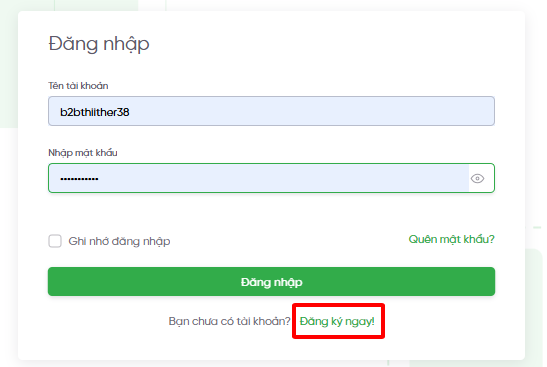 Đăng nhập
Tên tài khoản
b2bthiither38
Nhập mật khẩu
•••••••••••
Ghi nhớ đăng nhập
Quên mật khẩu?
Đăng nhập
Bạn chưa có tài khoản? Đăng ký ngay!